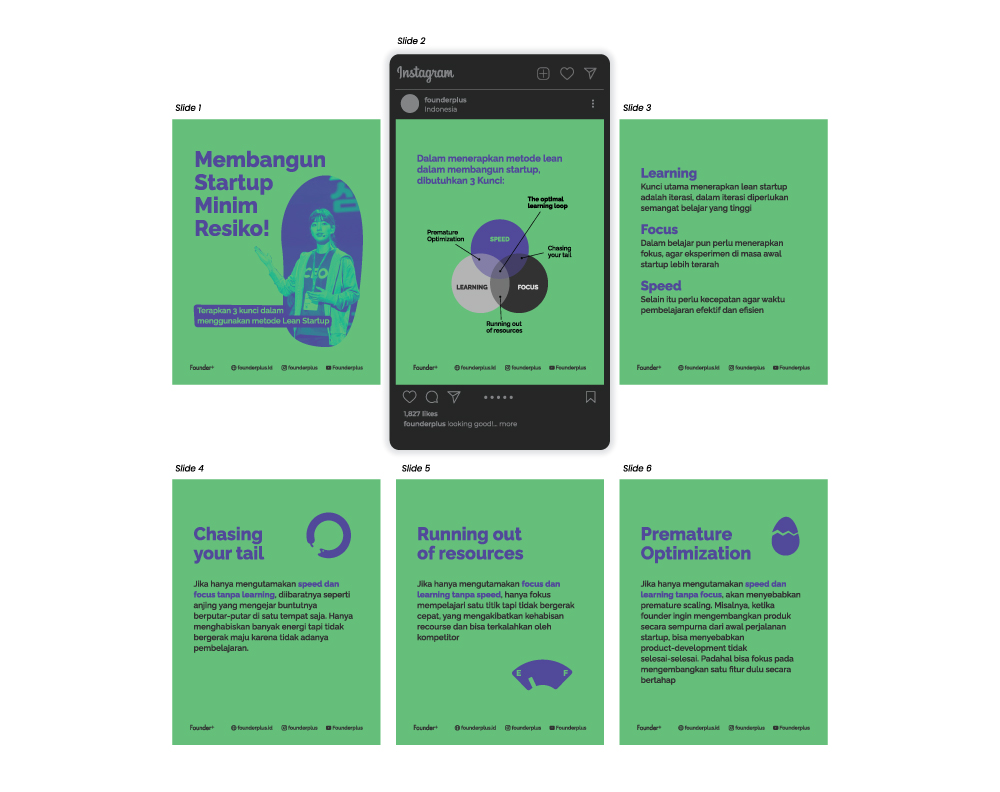 Slide 1
Membangun
Startup
Minim
Resiko!
CEO
Terapkan 3 kunci dalam
menggunakan metode Lean Startup
Founder+
founderplus.id
founderplus
Founderplus
Slide 2
Instagram
founderplus
Indonesia
Dalam menerapkan metode lean
dalam membangun startup,
dibutuhkan 3 Kunci:
The optimal
learning loop
Premature
Optimization
SPEED
Chasing
your tail
LEARNING
FOCUS
Running out
of resources
Founder+
founderplus.id
founderplus
Founderplus
1,827 likes
founderplus looking good!... more
Slide 3
Learning
Kunci utama menerapkan lean startup
adalah iterasi, dalam iterasi diperlukan
semangat belajar yang tinggi
Focus
Dalam belajar pun perlu menerapkan
fokus, agar eksperimen di masa awal
startup lebih terarah
Speed
Selain itu perlu kecepatan agar waktu
pembelajaran efektif dan efisien
Founder+
founderplus.id
founderplus
Founderplus
Slide 4
Chasing
your tail
Jika hanya mengutamakan speed dan
focus tanpa learning, diibaratnya seperti
anjing yang mengejar buntutnya
berputar-putar di satu tempat saja. Hanya
menghabiskan banyak energi tapi tidak
bergerak maju karena tidak adanya
pembelajaran.
Founder+
founderplus.id
founderplus
Founderplus
Slide 5
Running out
of resources
Jika hanya mengutamakan focus dan
learning tanpa speed, hanya fokus
mempelajari satu titik tapi tidak bergerak
cepat, yang mengakibatkan kehabisan
recourse dan bisa terkalahkan oleh
kompetitor
E
F
Founder+
founderplus.id
founderplus
Founderplus
Slide 6
Premature
Optimization
Jika hanya mengutamakan speed dan
learning tanpa focus, akan menyebabkan
premature scaling. Misalnya, ketika
founder ingin mengembangkan produk
secara sempurna dari awal perjalanan
startup, bisa menyebabkan
product-development tidak
selesai-selesai. Padahal bisa fokus pada
mengembangkan satu fitur dulu secara
bertahap
Founder+
founderplus.id
founderplus
Founderplus